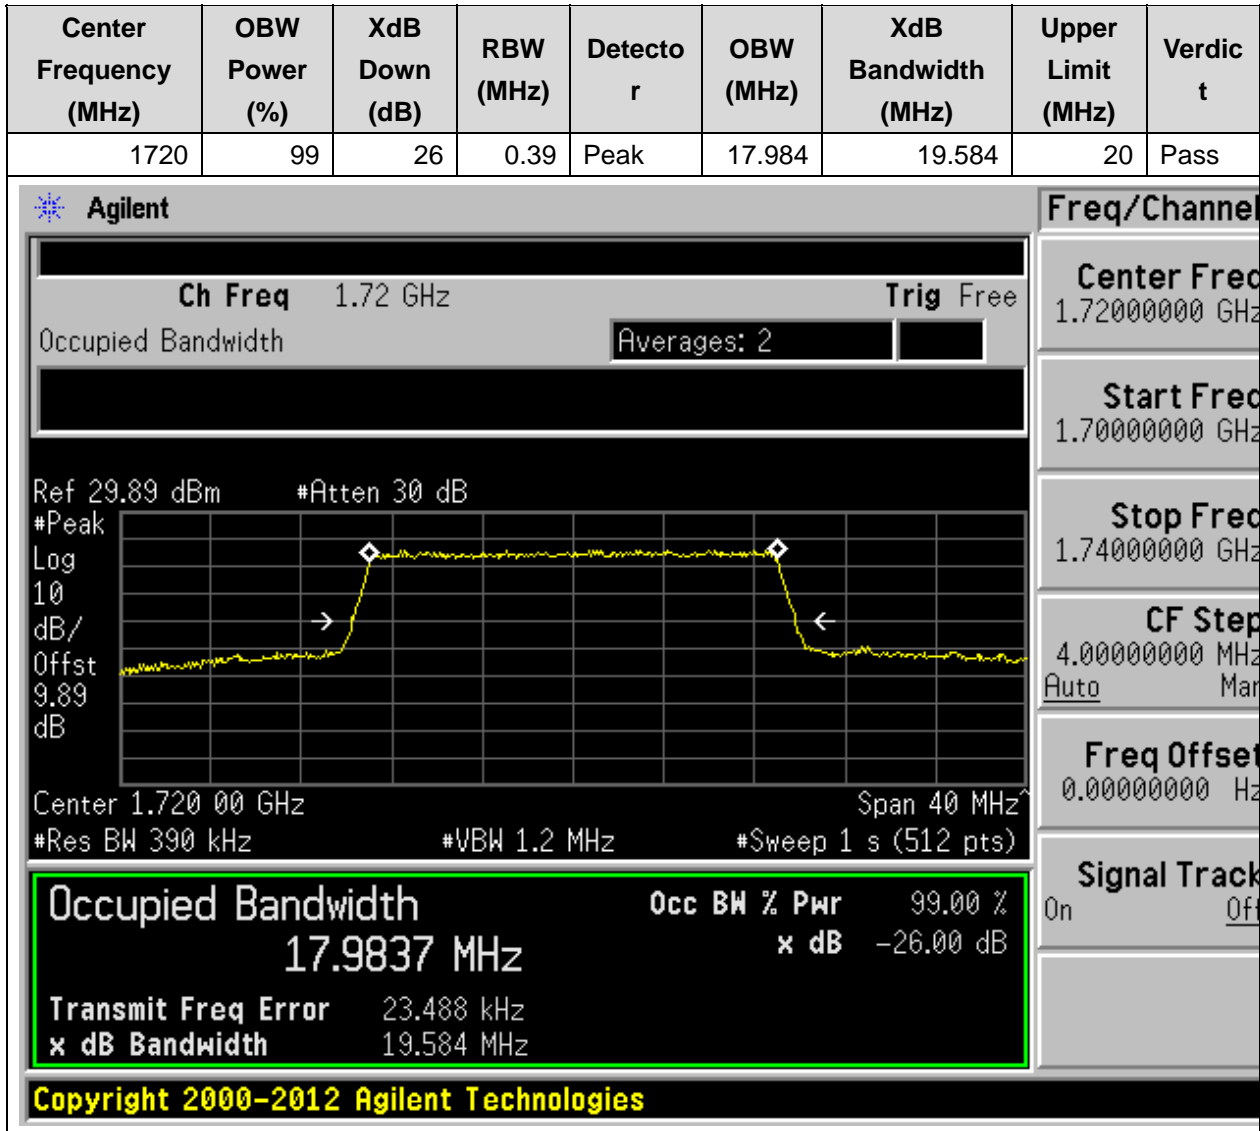 Center Frequency (MHz) OBW Power (%) XdB Down (dB) RBW (MHz) Detector OBW (MHz) XdB Bandwidth (MHz) Upper Limit (MHz) Verdict
1720 99 26 0.39 Peak 17.984 19.584 20 Pass
Agilent
Freq/Channel
Ch Freq 1.72 GHz Trig Free
Occupied Bandwidth Averages: 2
Center Freq
1.72000000 GHz
Start Freq
1.70000000 GHz
Stop Freq
1.74000000 GHz
CF Step
4.00000000 MHz
Auto Man
Freq Offset
0.00000000 Hz
Signal Track
On Off
Ref 29.89 dBm #Atten 30 dB
#Peak
Log
10
dB/
Offst
9.89
dB
Center 1.720 00 GHz Span 40 MHz^
#Res BW 390 kHz #VBW 1.2 MHz #Sweep 1 s (512 pts)
Occupied Bandwidth
17.9837 MHz
Occ BW % Pwr 99.00 %
x dB -26.00 dB
Transmit Freq Error 23.488 kHz
x dB Bandwidth 19.584 MHz
Copyright 2000-2012 Agilent Technologies